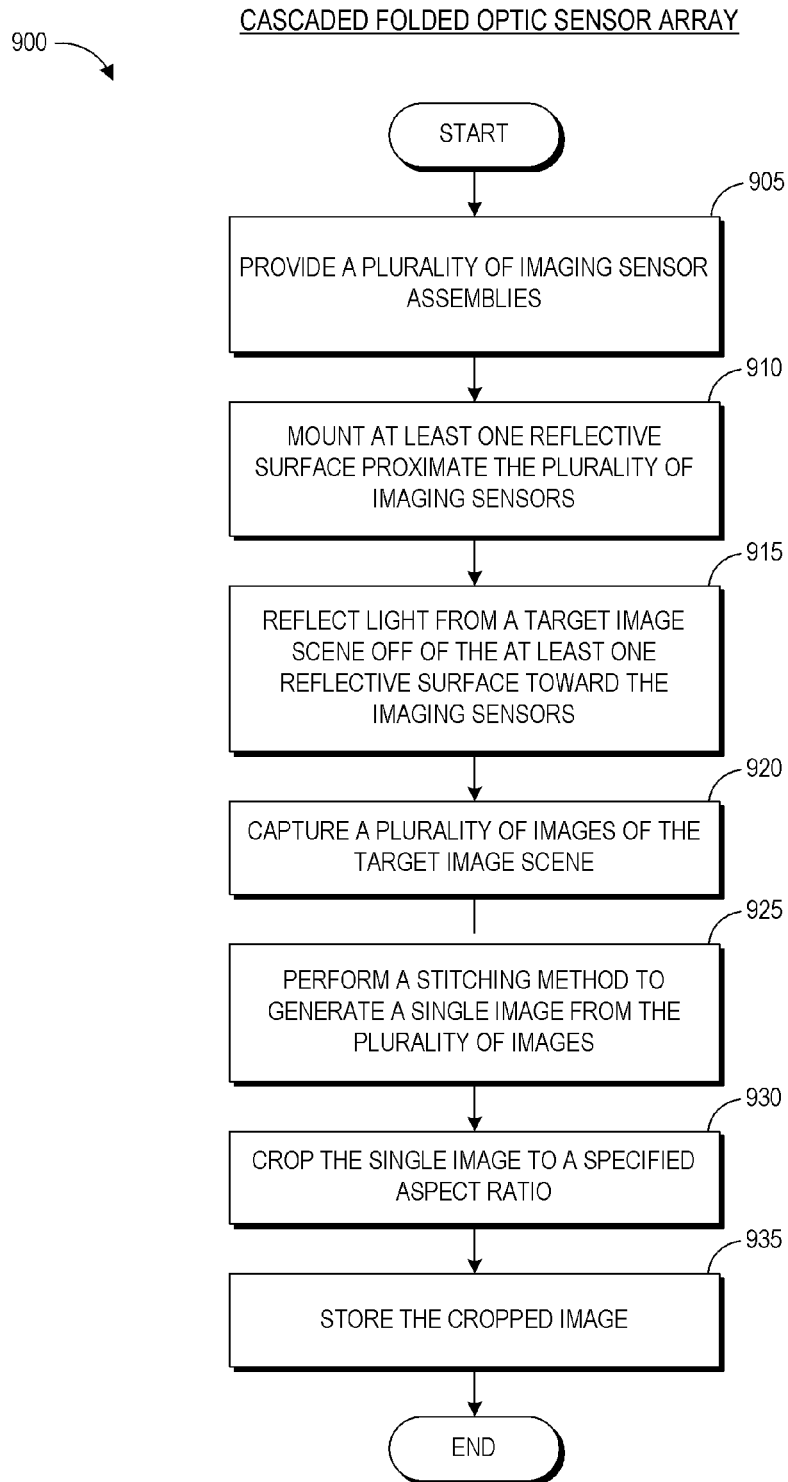 CASCADED FOLDED OPTIC SENSOR ARRAY
900
START
905
PROVIDE A PLURALITY OF IMAGING SENSOR
ASSEMBLIES
910
MOUNT AT LEAST ONE REFLECTIVE
SURFACE PROXIMATE THE PLURALITY OF
IMAGING SENSORS
915
REFLECT LIGHT FROM A TARGET IMAGE
SCENE OFF OF THE AT LEAST ONE
REFLECTIVE SURFACE TOWARD THE
IMAGING SENSORS
920
CAPTURE A PLURALITY OF IMAGES OF THE
TARGET IMAGE SCENE
925
PERFORM A STITCHING METHOD TO
GENERATE A SINGLE IMAGE FROM THE
PLURALITY OF IMAGES
930
CROP THE SINGLE IMAGE TO A SPECIFIED
ASPECT RATIO
935
STORE THE CROPPED IMAGE
END